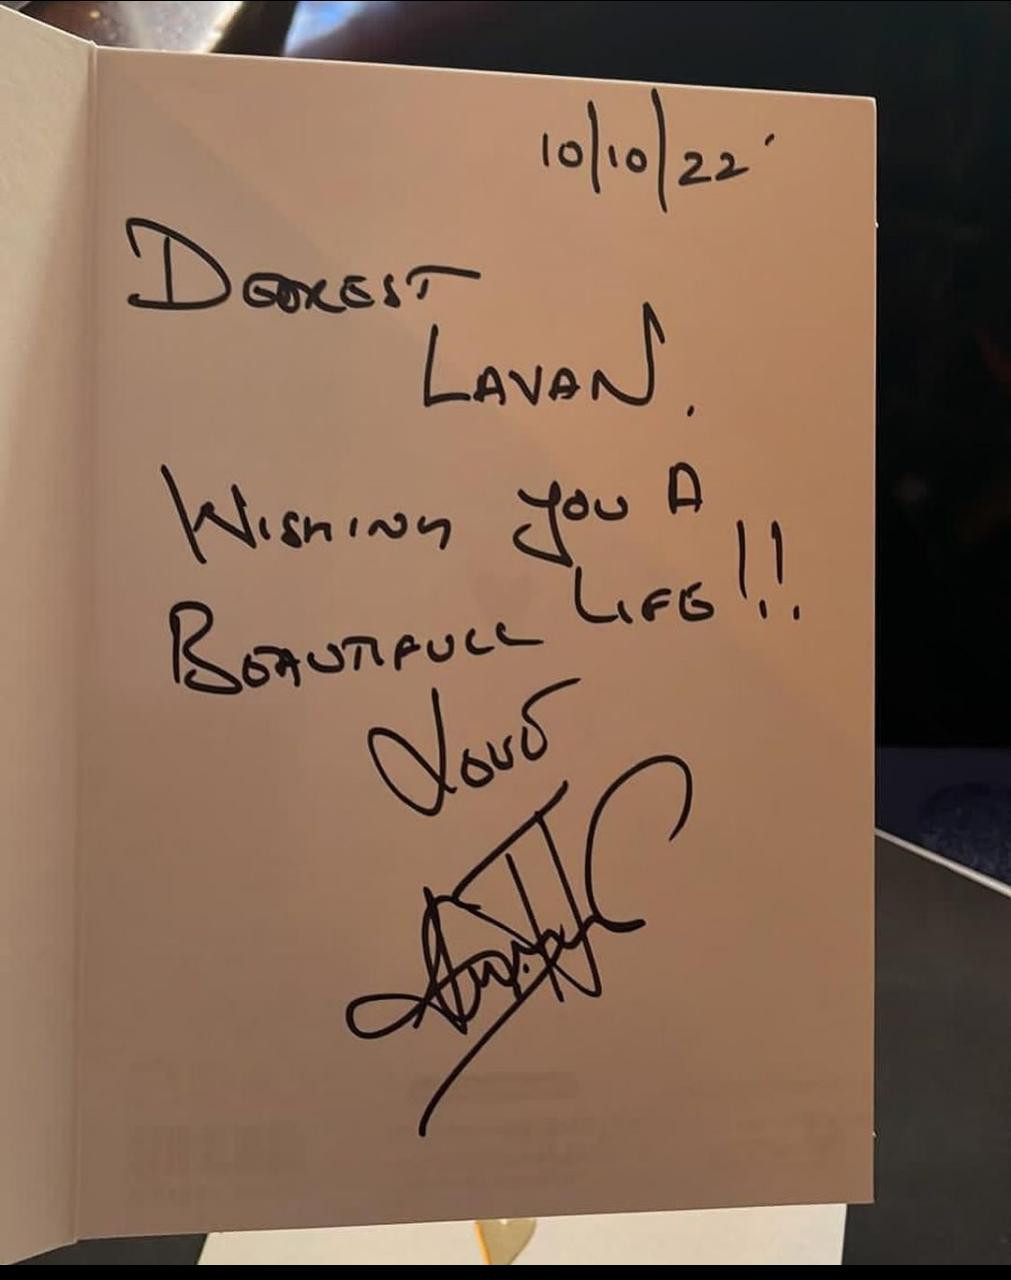 10/10/22
DEAREST
LAVAN.
WISHING YOU A
BEAUTIFULL LIFE!!
Love